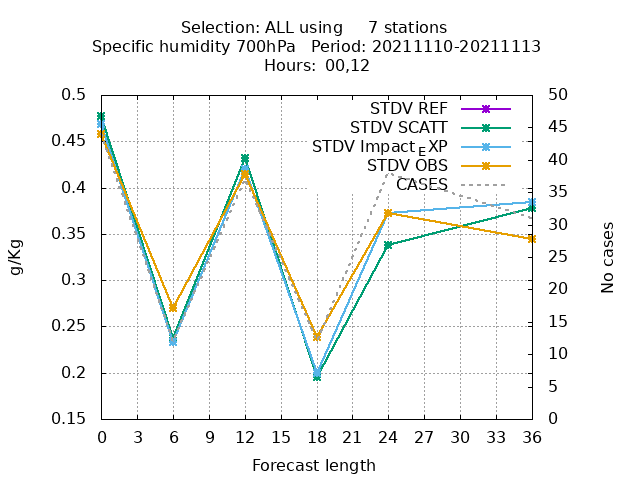 Selection: ALL using 7 stations
Specific humidity 700hPa Period: 20211110-20211113
Hours: 00,12
STDV REF
STDV SCATT
STDV Impact_EXP
STDV OBS
CASES
g/Kg
0.5
0.45
0.4
0.35
0.3
0.25
0.2
0.15
50
45
40
35
30
25
20
15
10
5
0
No cases
0 3 6 9 12 15 18 21 24 27 30 33 36
Forecast length